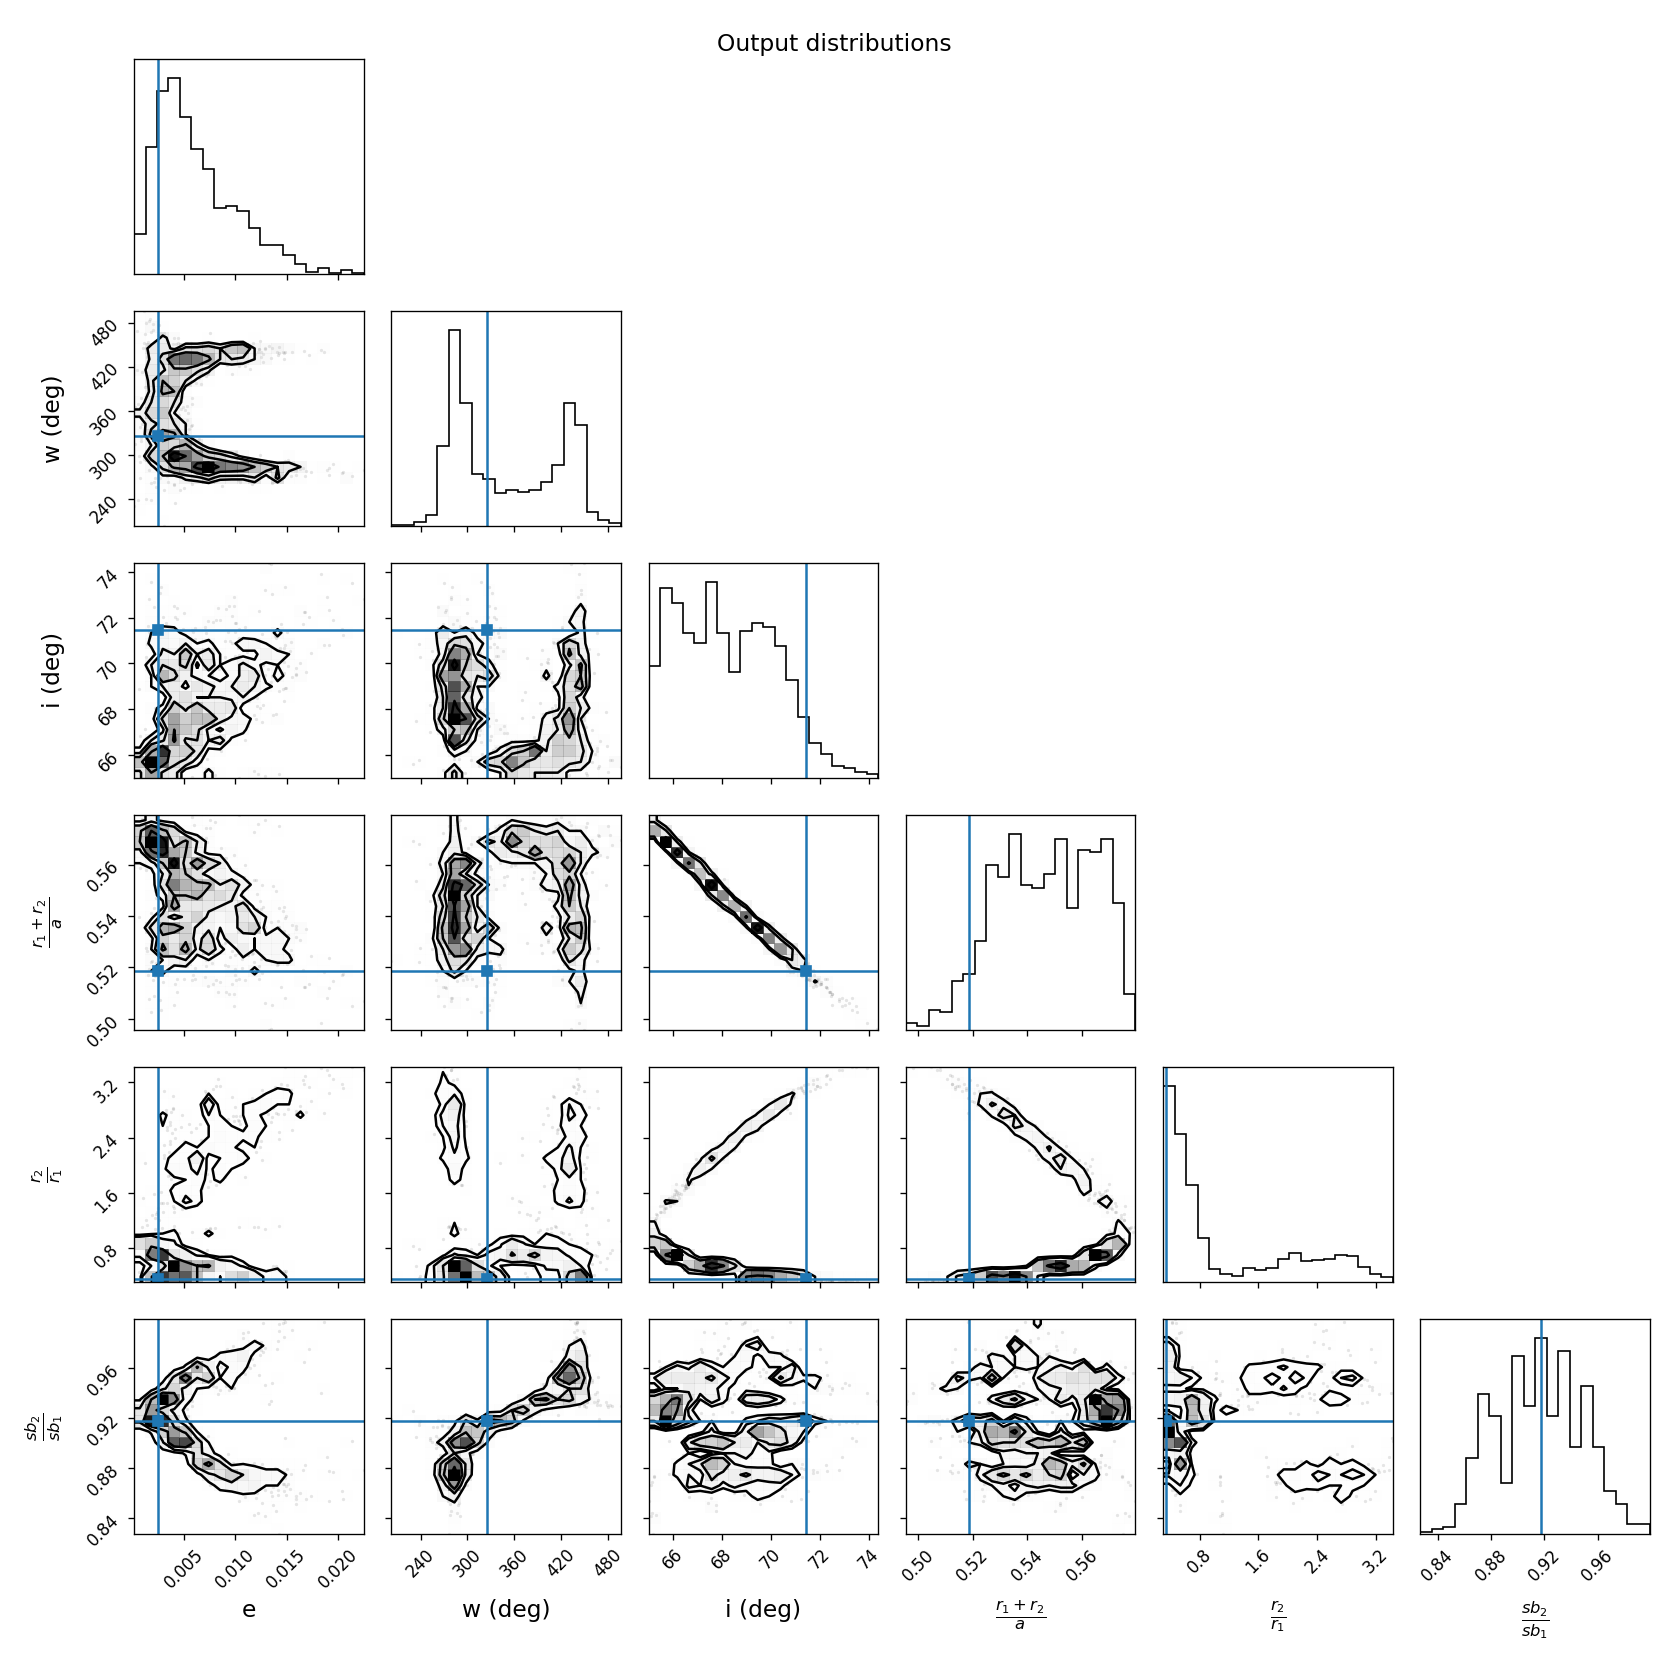 Output distributions
480
420
360
300
240
w (deg)
74
72
70
68
66
i (deg)
0.56
0.54
0.52
0.50
r₁ + r₂
a
3.2
2.4
1.6
0.8
r₂
r₁
0.96
0.92
0.88
0.84
sb₂
sb₁
0.005 0.010 0.015 0.020
240 300 360 420 480
66 68 70 72 74
0.50 0.52 0.54 0.56
0.8 1.6 2.4 3.2
0.84 0.88 0.92 0.96
e
w (deg)
i (deg)
r₁ + r₂
a
r₂
r₁
sb₂
sb₁